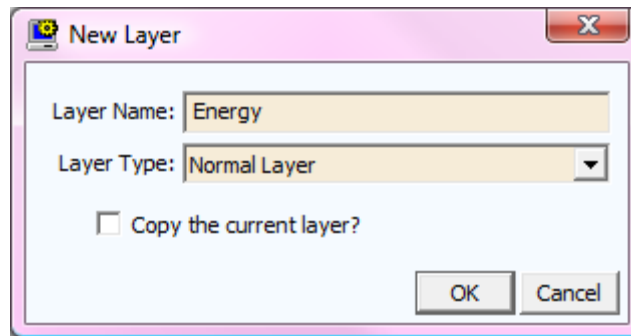 New Layer
Layer Name: Energy
Layer Type: Normal Layer
Copy the current layer?
OK Cancel